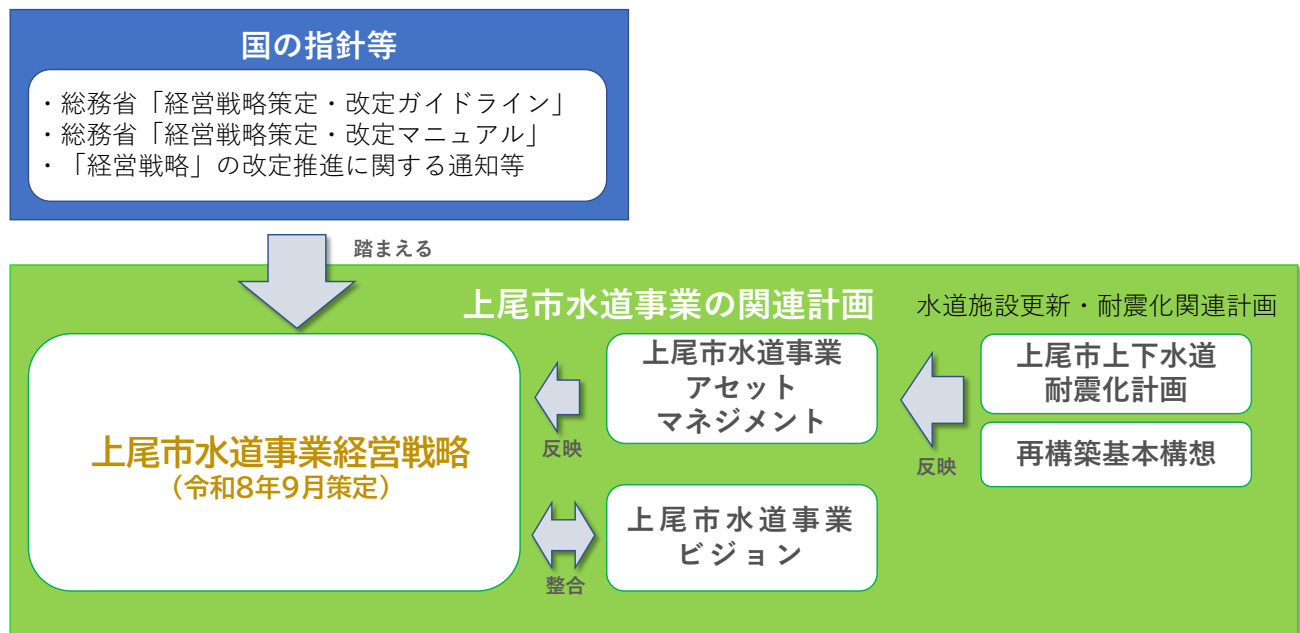 国の指針等
・総務省「経営戦略策定・改定ガイドライン」
・総務省「経営戦略策定・改定マニュアル」
・「経営戦略」の改定推進に関する通知等
踏まえる
上尾市水道事業の関連計画
水道施設更新・耐震化関連計画
上尾市水道事業経営戦略
（令和8年9月策定）
反映
上尾市水道事業
アセット
マネジメント
反映
上尾市上下水道
耐震化計画
再構築基本構想
整合
上尾市水道事業
ビジョン